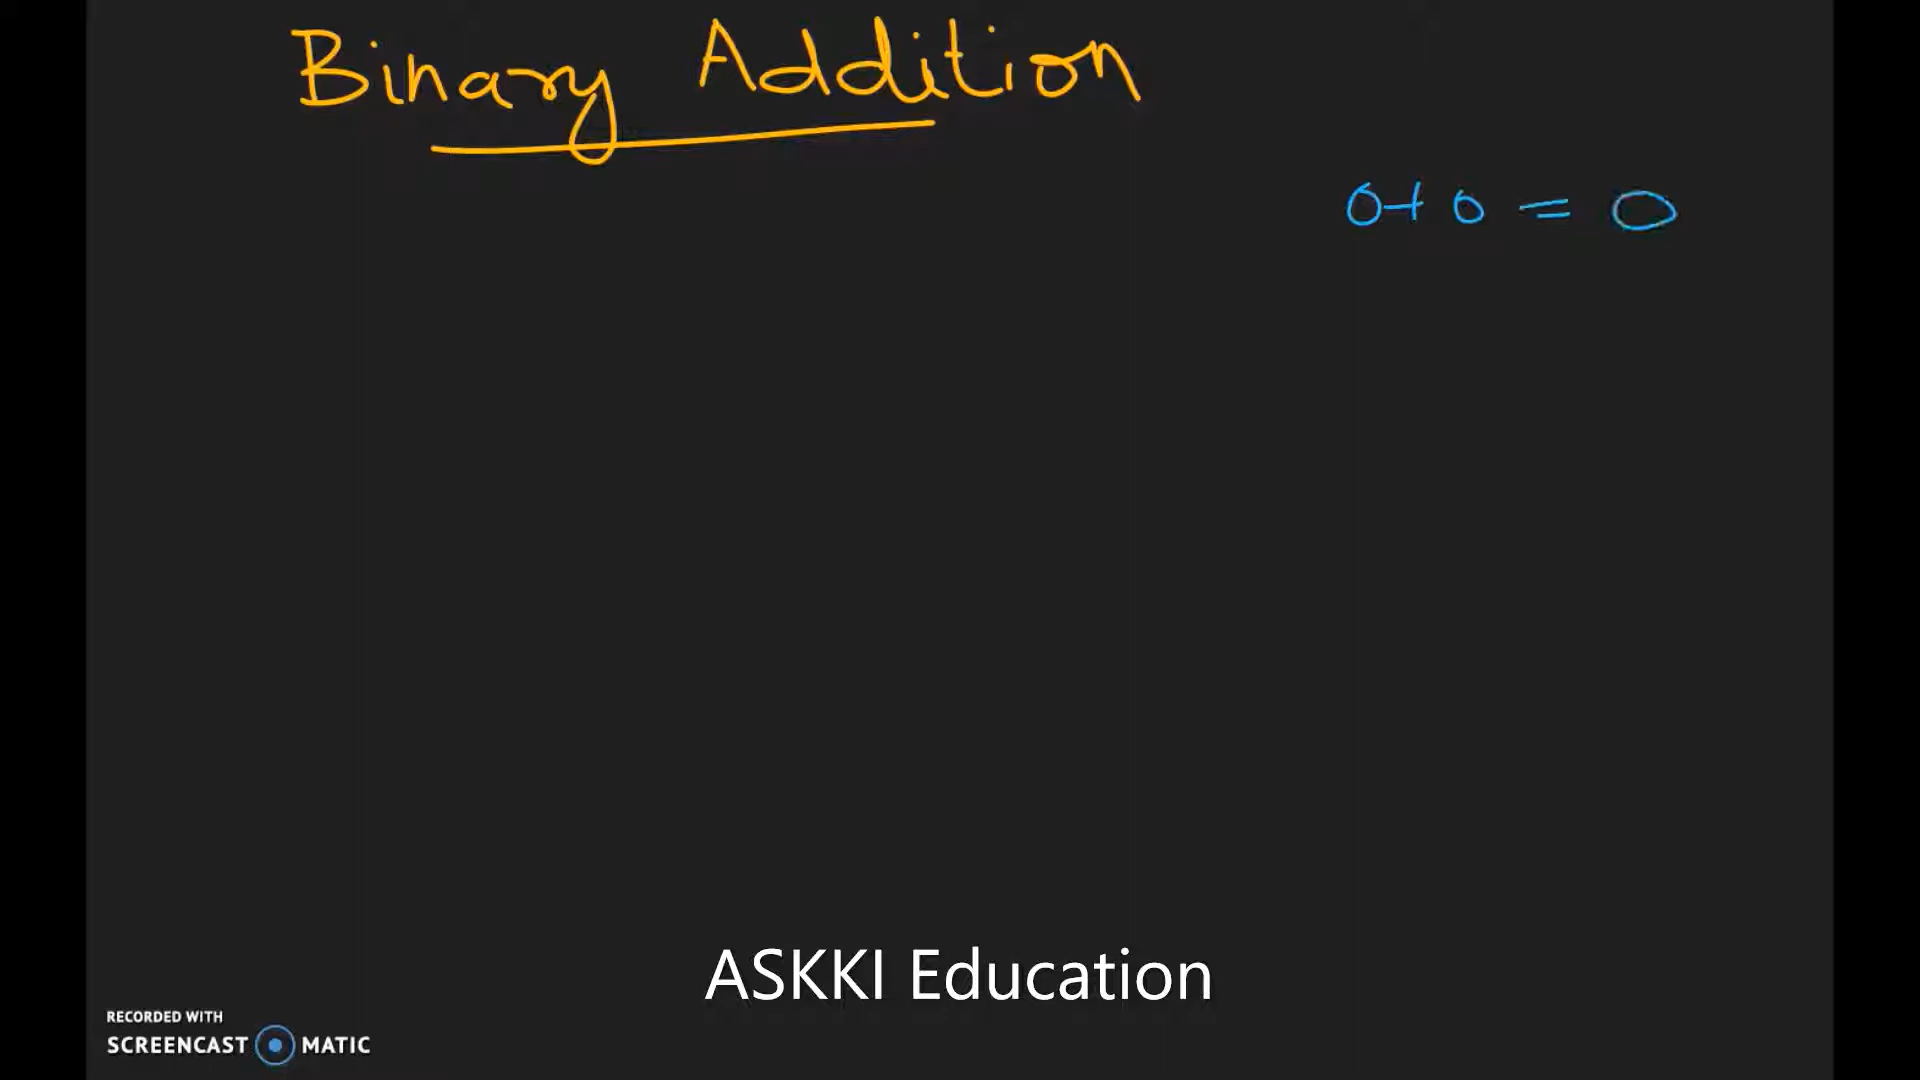 Binary Addition
0+0 = 0
ASKKI Education
RECORDED WITH
SCREENCAST MATIC